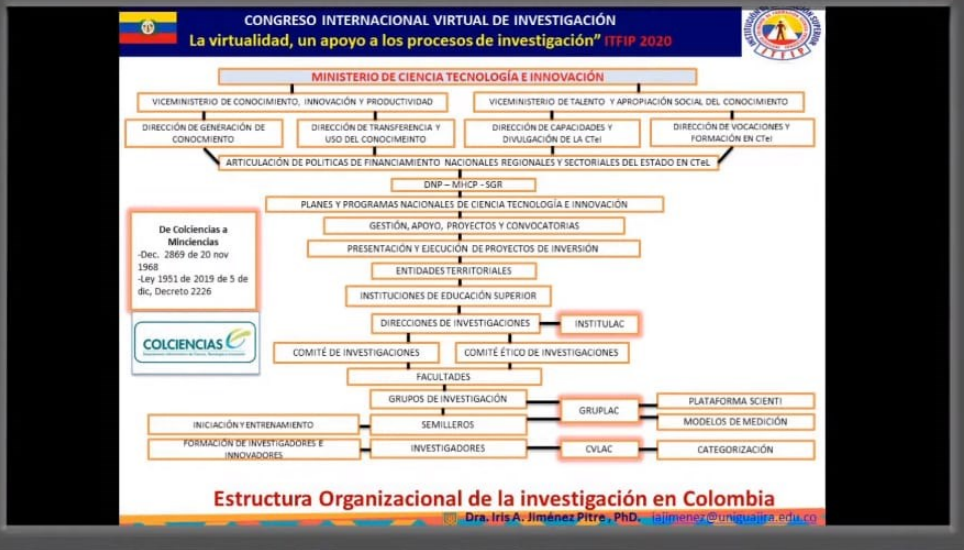 CONGRESO INTERNACIONAL VIRTUAL DE INVESTIGACIÓN
La virtualidad, un apoyo a los procesos de investigación” ITFIP 2020
ITFIP
MINISTERIO DE CIENCIA TECNOLOGÍA E INNOVACIÓN
VICEMINISTERIO DE CONOCIMIENTO, INNOVACIÓN Y PRODUCTIVIDAD
VICEMINISTERIO DE TALENTO Y APROPIACIÓN SOCIAL DEL CONOCIMIENTO
DIRECCIÓN DE GENERACIÓN DE
CONOCMIENTO
DIRECCIÓN DE TRANSFERENCIA Y
USO DEL CONOCIMEINTO
DIRECCIÓN DE CAPACIDADES Y
DIVULGACIÓN DE LA CTeI
DIRECCIÓN DE VOCACIONES Y
FORMACIÓN EN CTeI
ARTICULACIÓN DE POLITICAS DE FINANCIAMIENTO NACIONALES REGIONALES Y SECTORIALES DEL ESTADO EN CTeL
DNP – MHCP - SGR
PLANES Y PROGRAMAS NACIONALES DE CIENCIA TECNOLOGÍA E INNOVACIÓN
GESTIÓN, APOYO, PROYECTOS Y CONVOCATORIAS
PRESENTACIÓN Y EJECUCIÓN DE PROYECTOS DE INVERSIÓN
ENTIDADES TERRITORIALES
INSTITUCIONES DE EDUCACIÓN SUPERIOR
DIRECCIONES DE INVESTIGACIONES
INSTITULAC
COMITÉ DE INVESTIGACIONES
COMITÉ ÉTICO DE INVESTIGACIONES
FACULTADES
GRUPOS DE INVESTIGACIÓN
GRUPLAC
PLATAFORMA SCIENTI
MODELOS DE MEDICIÓN
INICIACIÓN Y ENTRENAMIENTO
SEMILLEROS
FORMACIÓN DE INVESTIGADORES E
INNOVADORES
INVESTIGADORES
CVLAC
CATEGORIZACIÓN
De Colciencias a
Minciencias
-Dec. 2869 de 20 nov
1968
-Ley 1951 de 2019 de 5 de
dic, Decreto 2226
COLCIENCIAS
Estructura Organizacional de la investigación en Colombia
Dra. Iris A. Jiménez Pitre, PhD. iajimenez@uniguajira.edu.co